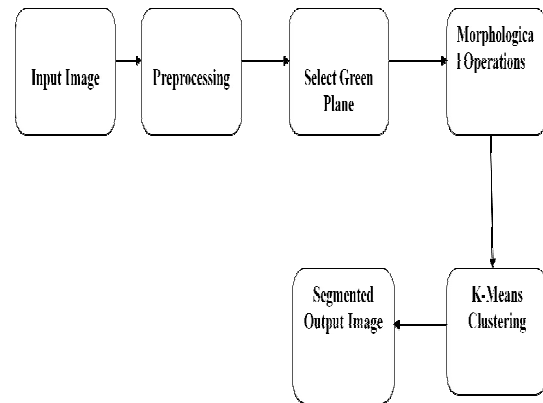 Input Image
Preprocessing
Select Green
Plane
Morphologica
l Operations
K-Means
Clustering
Segmented
Output Image